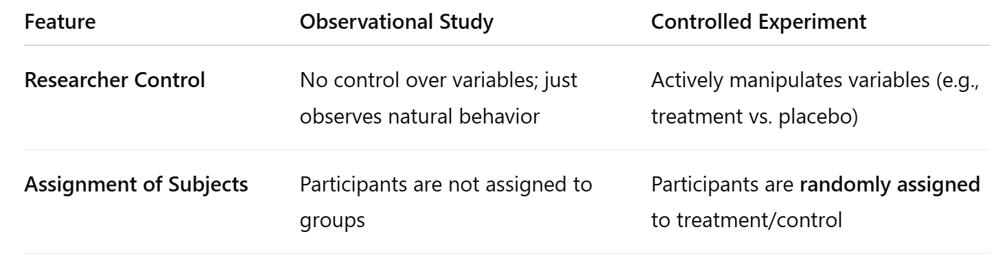 Feature Observational Study Controlled Experiment
Researcher Control No control over variables; just Actively manipulates variables (e.g.,
observes natural behavior treatment vs. placebo)
Assignment of Subjects Participants are not assigned to Participants are randomly assigned
groups to treatment/control